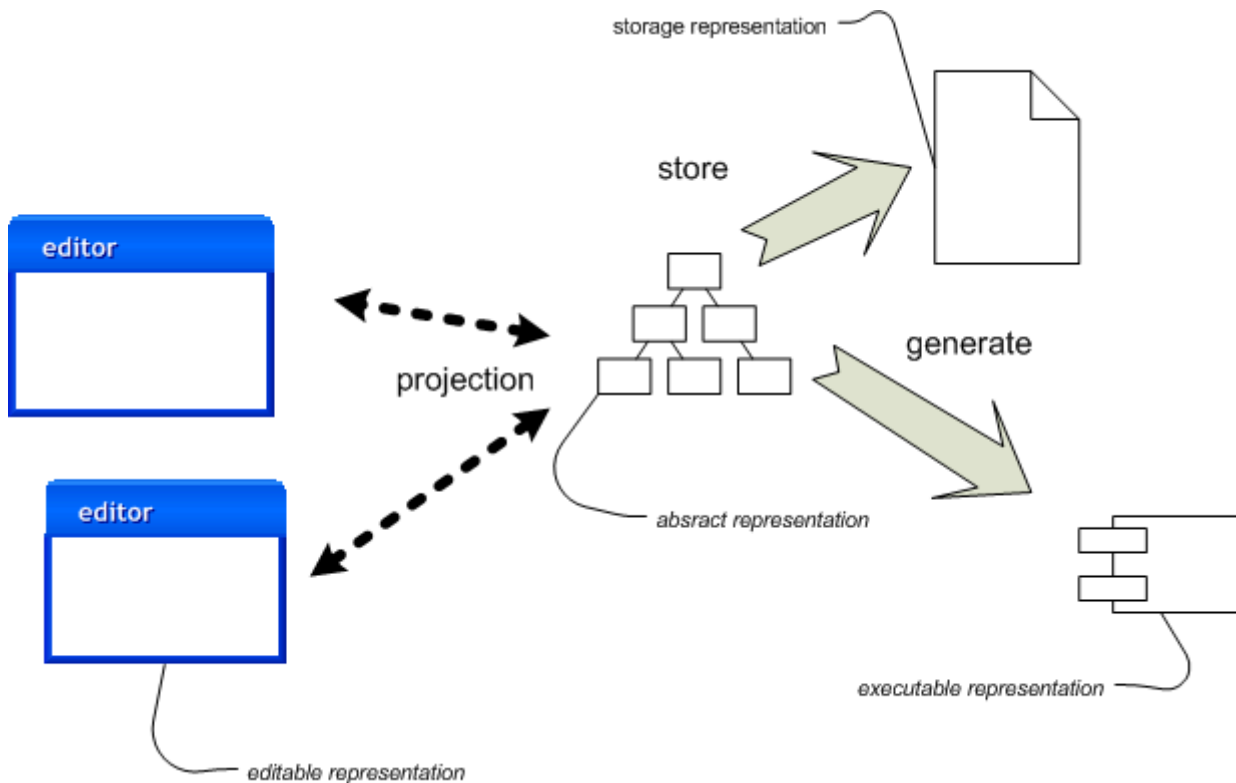 storage representation
store
editor
generate
projection
editor
absract representation
executable representation
editable representation